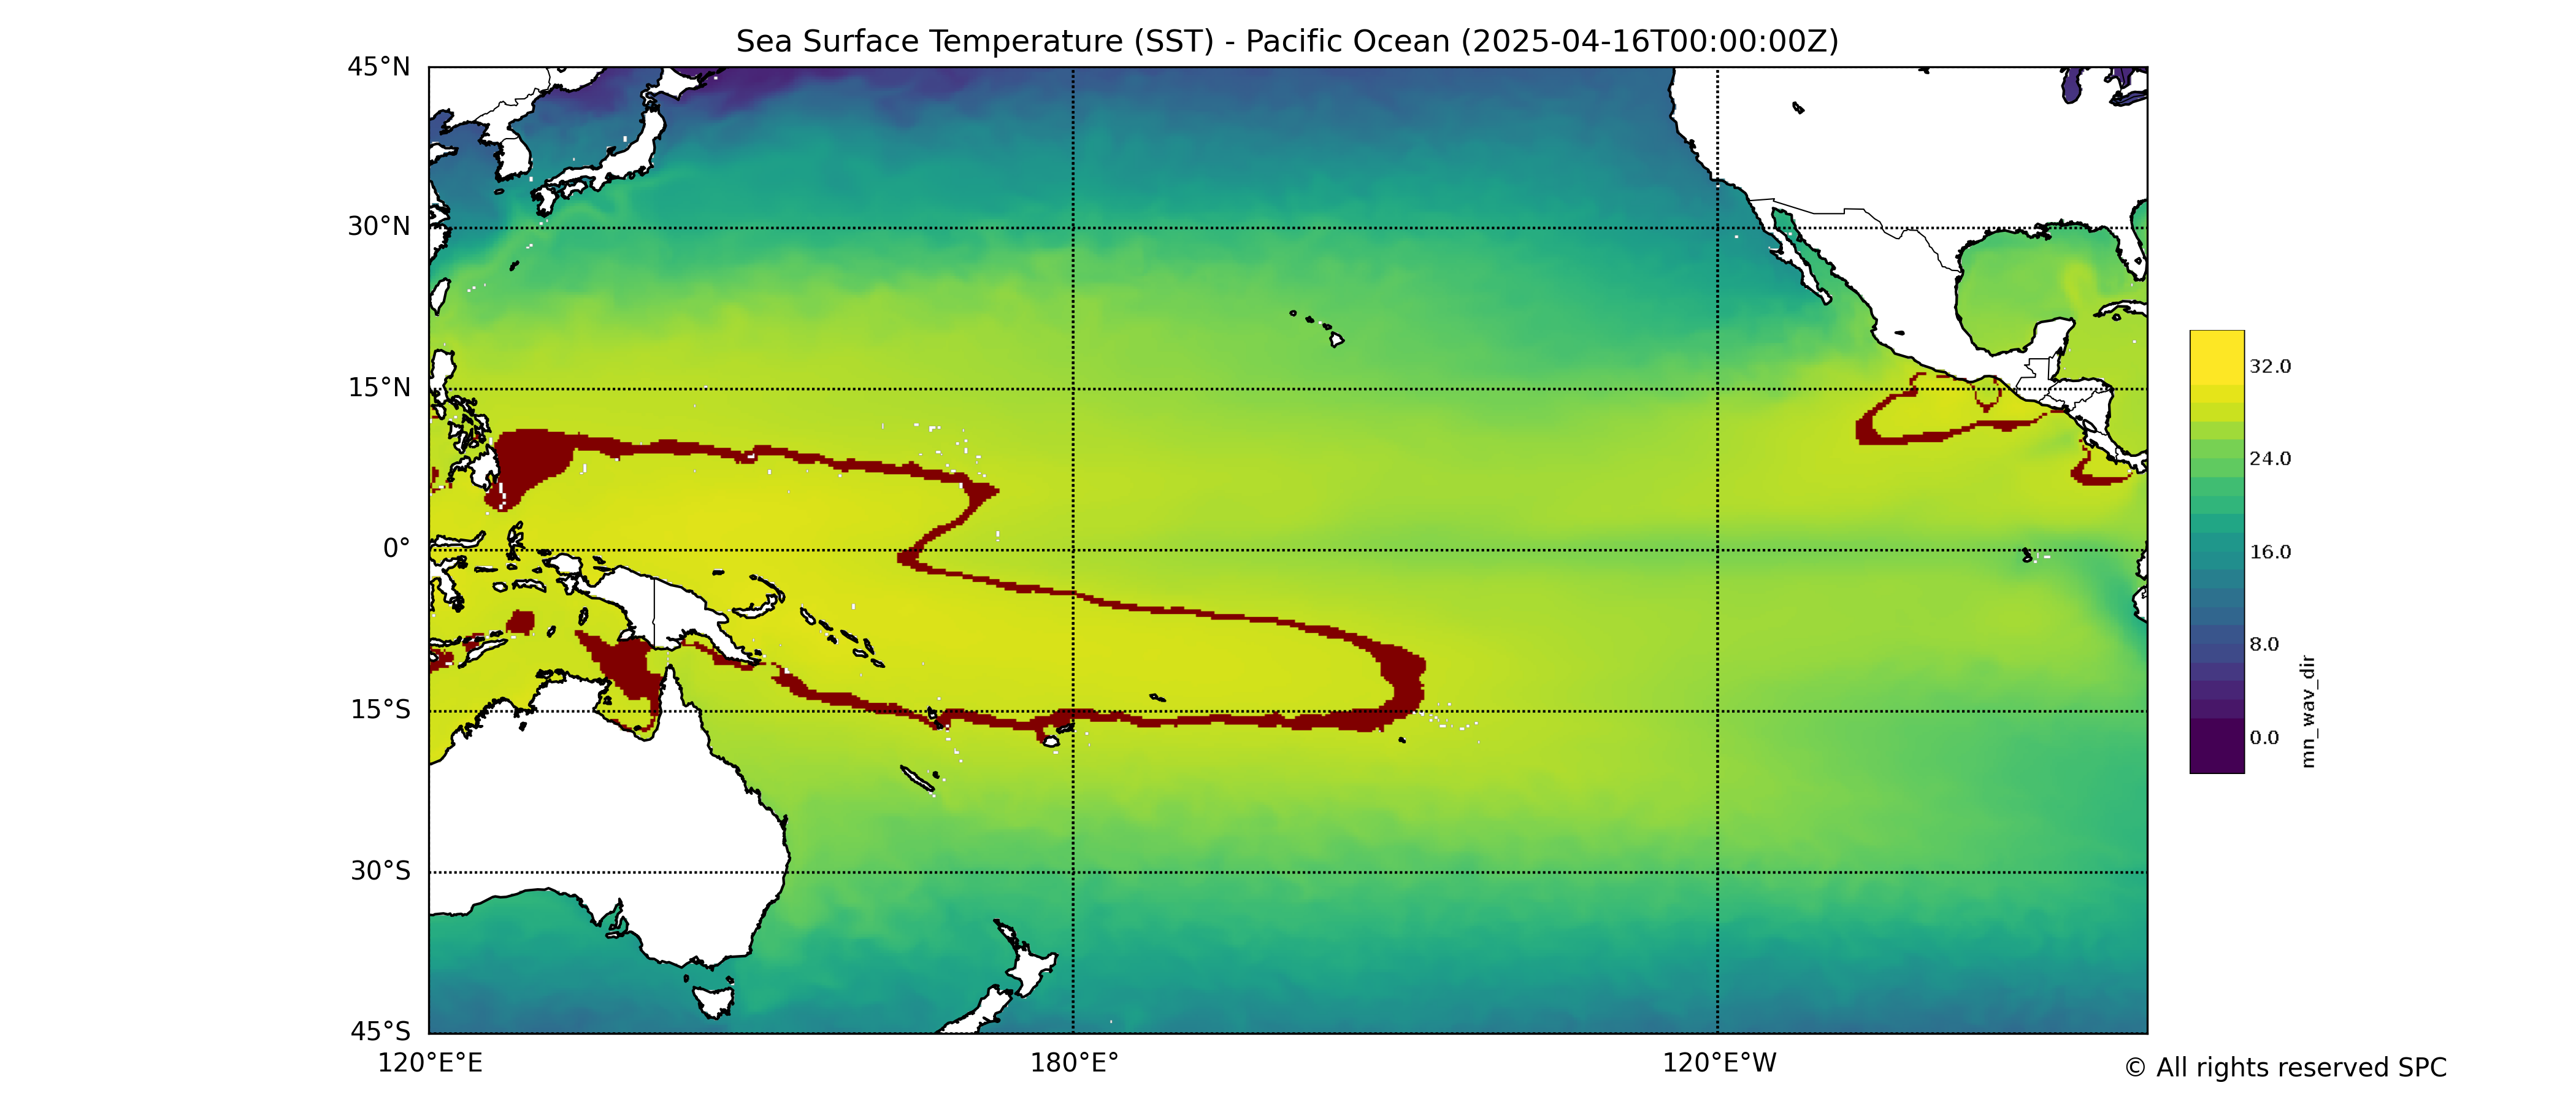 Sea Surface Temperature (SST) - Pacific Ocean (2025-04-16T00:00:00Z)
45°N
30°N
15°N
0°
15°S
30°S
45°S
120°E°E
180°E°
120°E°W
32.0
24.0
16.0
8.0
0.0
mn_wav_dir
© All rights reserved SPC